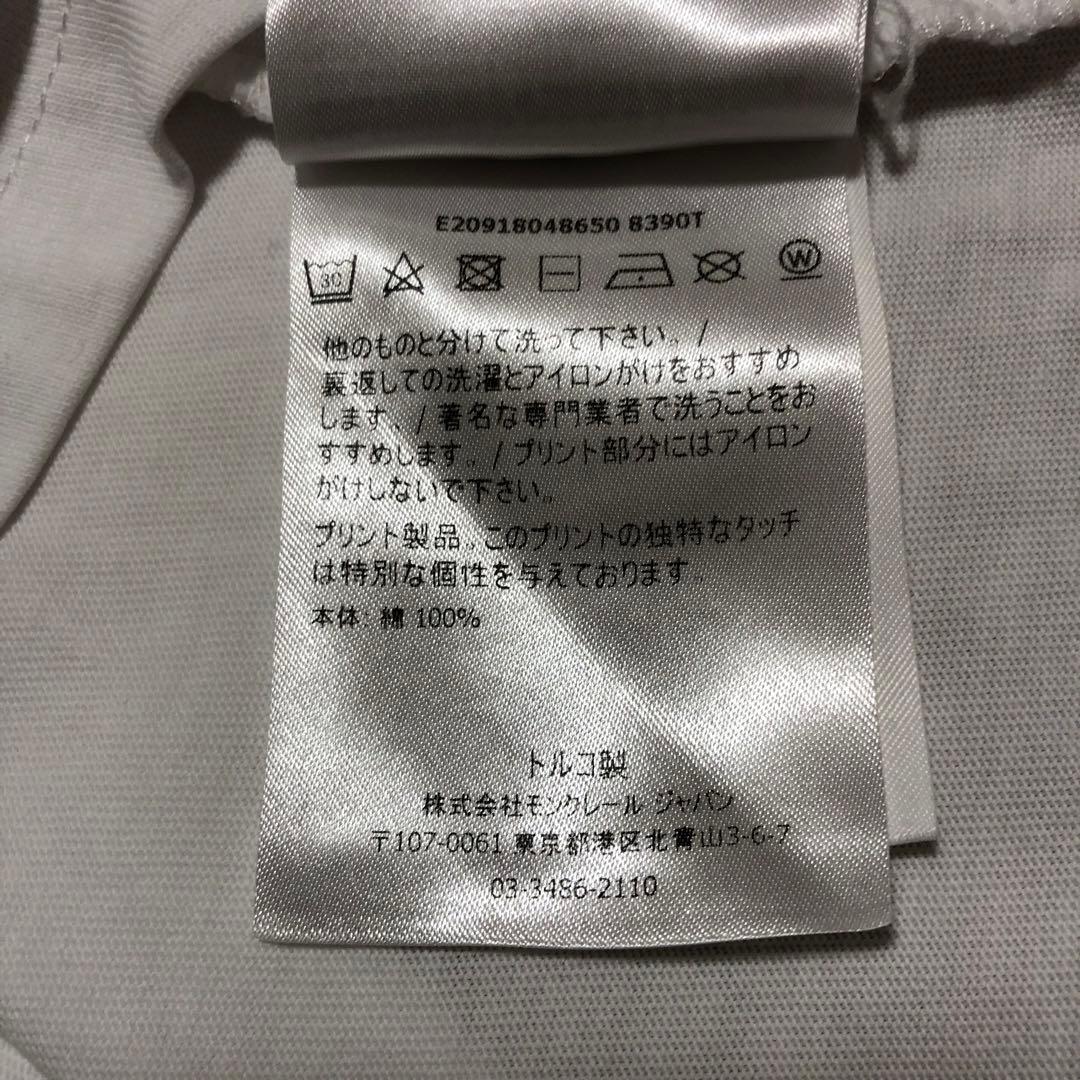 E20918048650 8390T
30
W
他のものと分けて洗って下さい。/
裏返しての洗濯とアイロンがけをおすすめ
します。/ 著名な専門業者で洗うことをお
すすめします。/ プリント部分にはアイロン
がけしないで下さい。
プリント製品。このプリントの独特なタッチ
は特別な個性を与えております。
本体: 綿 100%
トルコ製
株式会社モンクレール ジャパン
〒107-0061 東京都港区北青山3-6-7
03-3486-2110